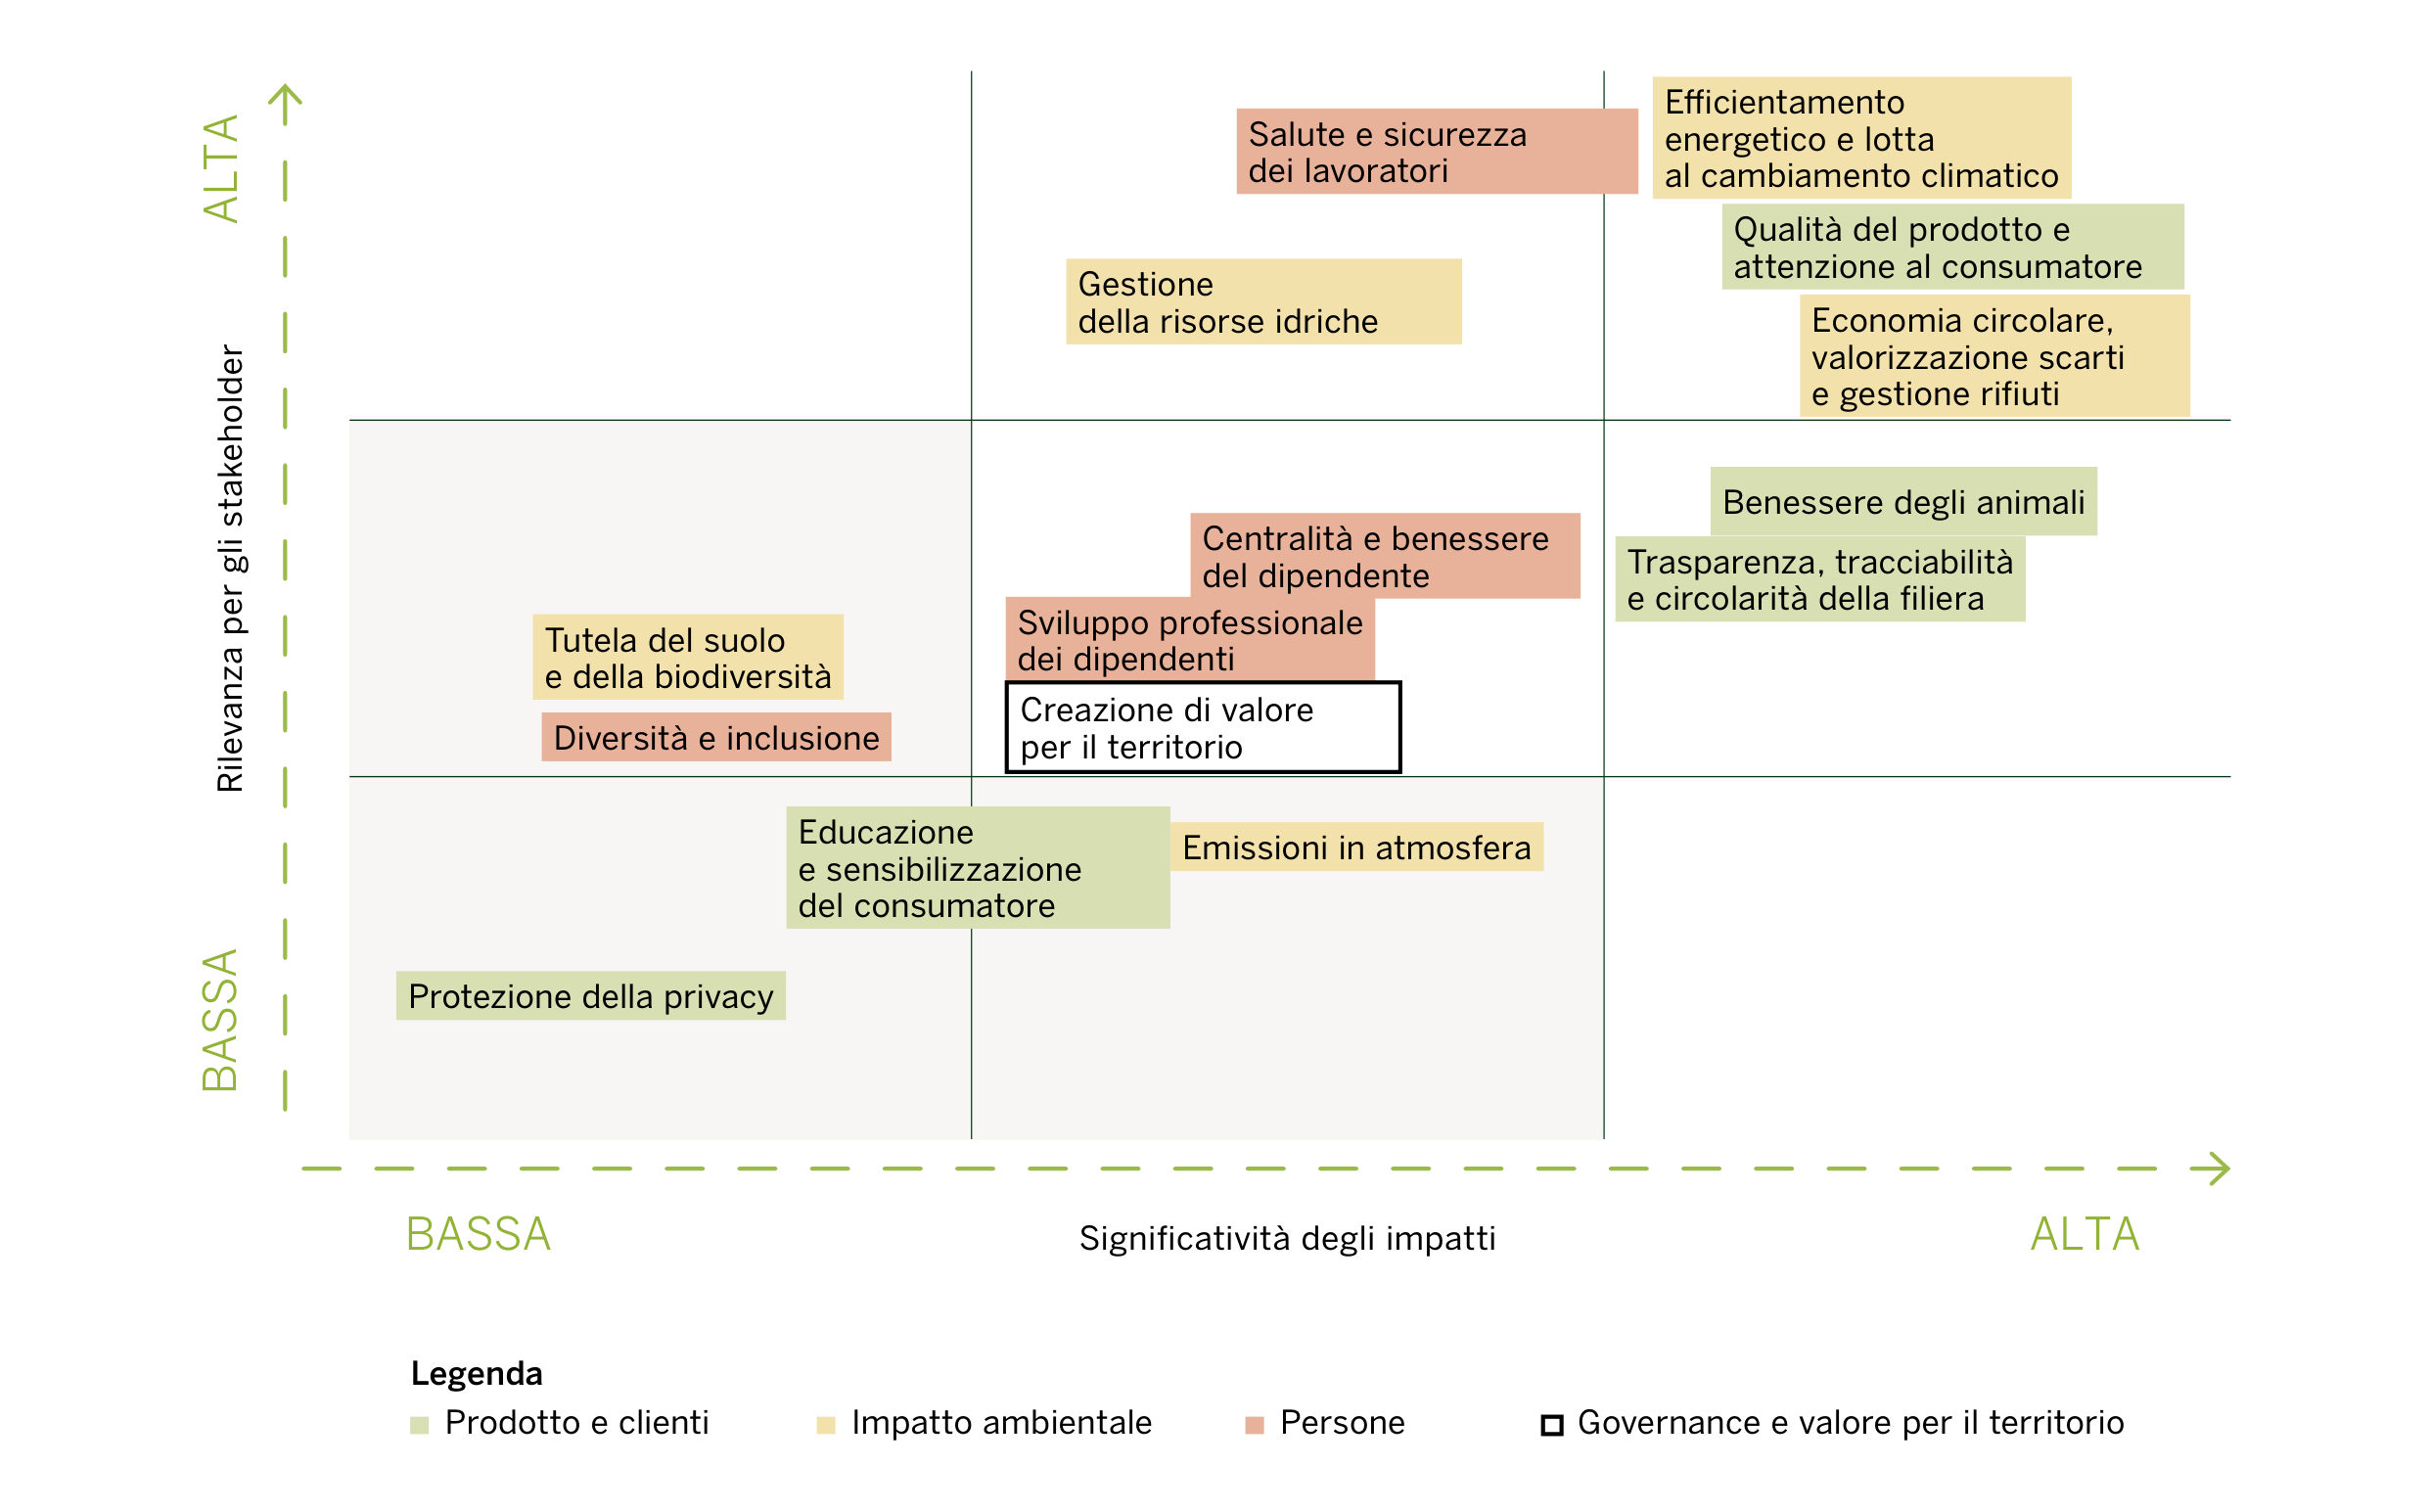 ALTA
Rilevanza per gli stakeholder
BASSA
Salute e sicurezza
dei lavoratori
Efficientamento
energetico e lotta
al cambiamento climatico
Qualità del prodotto e
attenzione al consumatore
Gestione
della risorse idriche
Economia circolare,
valorizzazione scarti
e gestione rifiuti
Benessere degli animali
Centralità e benessere
del dipendente
Trasparenza, tracciabilità
e circolarità della filiera
Sviluppo professionale
dei dipendenti
Tutela del suolo
e della biodiversità
Creazione di valore
per il territorio
Diversità e inclusione
Educazione
e sensibilizzazione
del consumatore
Emissioni in atmosfera
Protezione della privacy
BASSA
Significatività degli impatti
ALTA
Legenda
Prodotto e clienti
Impatto ambientale
Persone
Governance e valore per il territorio